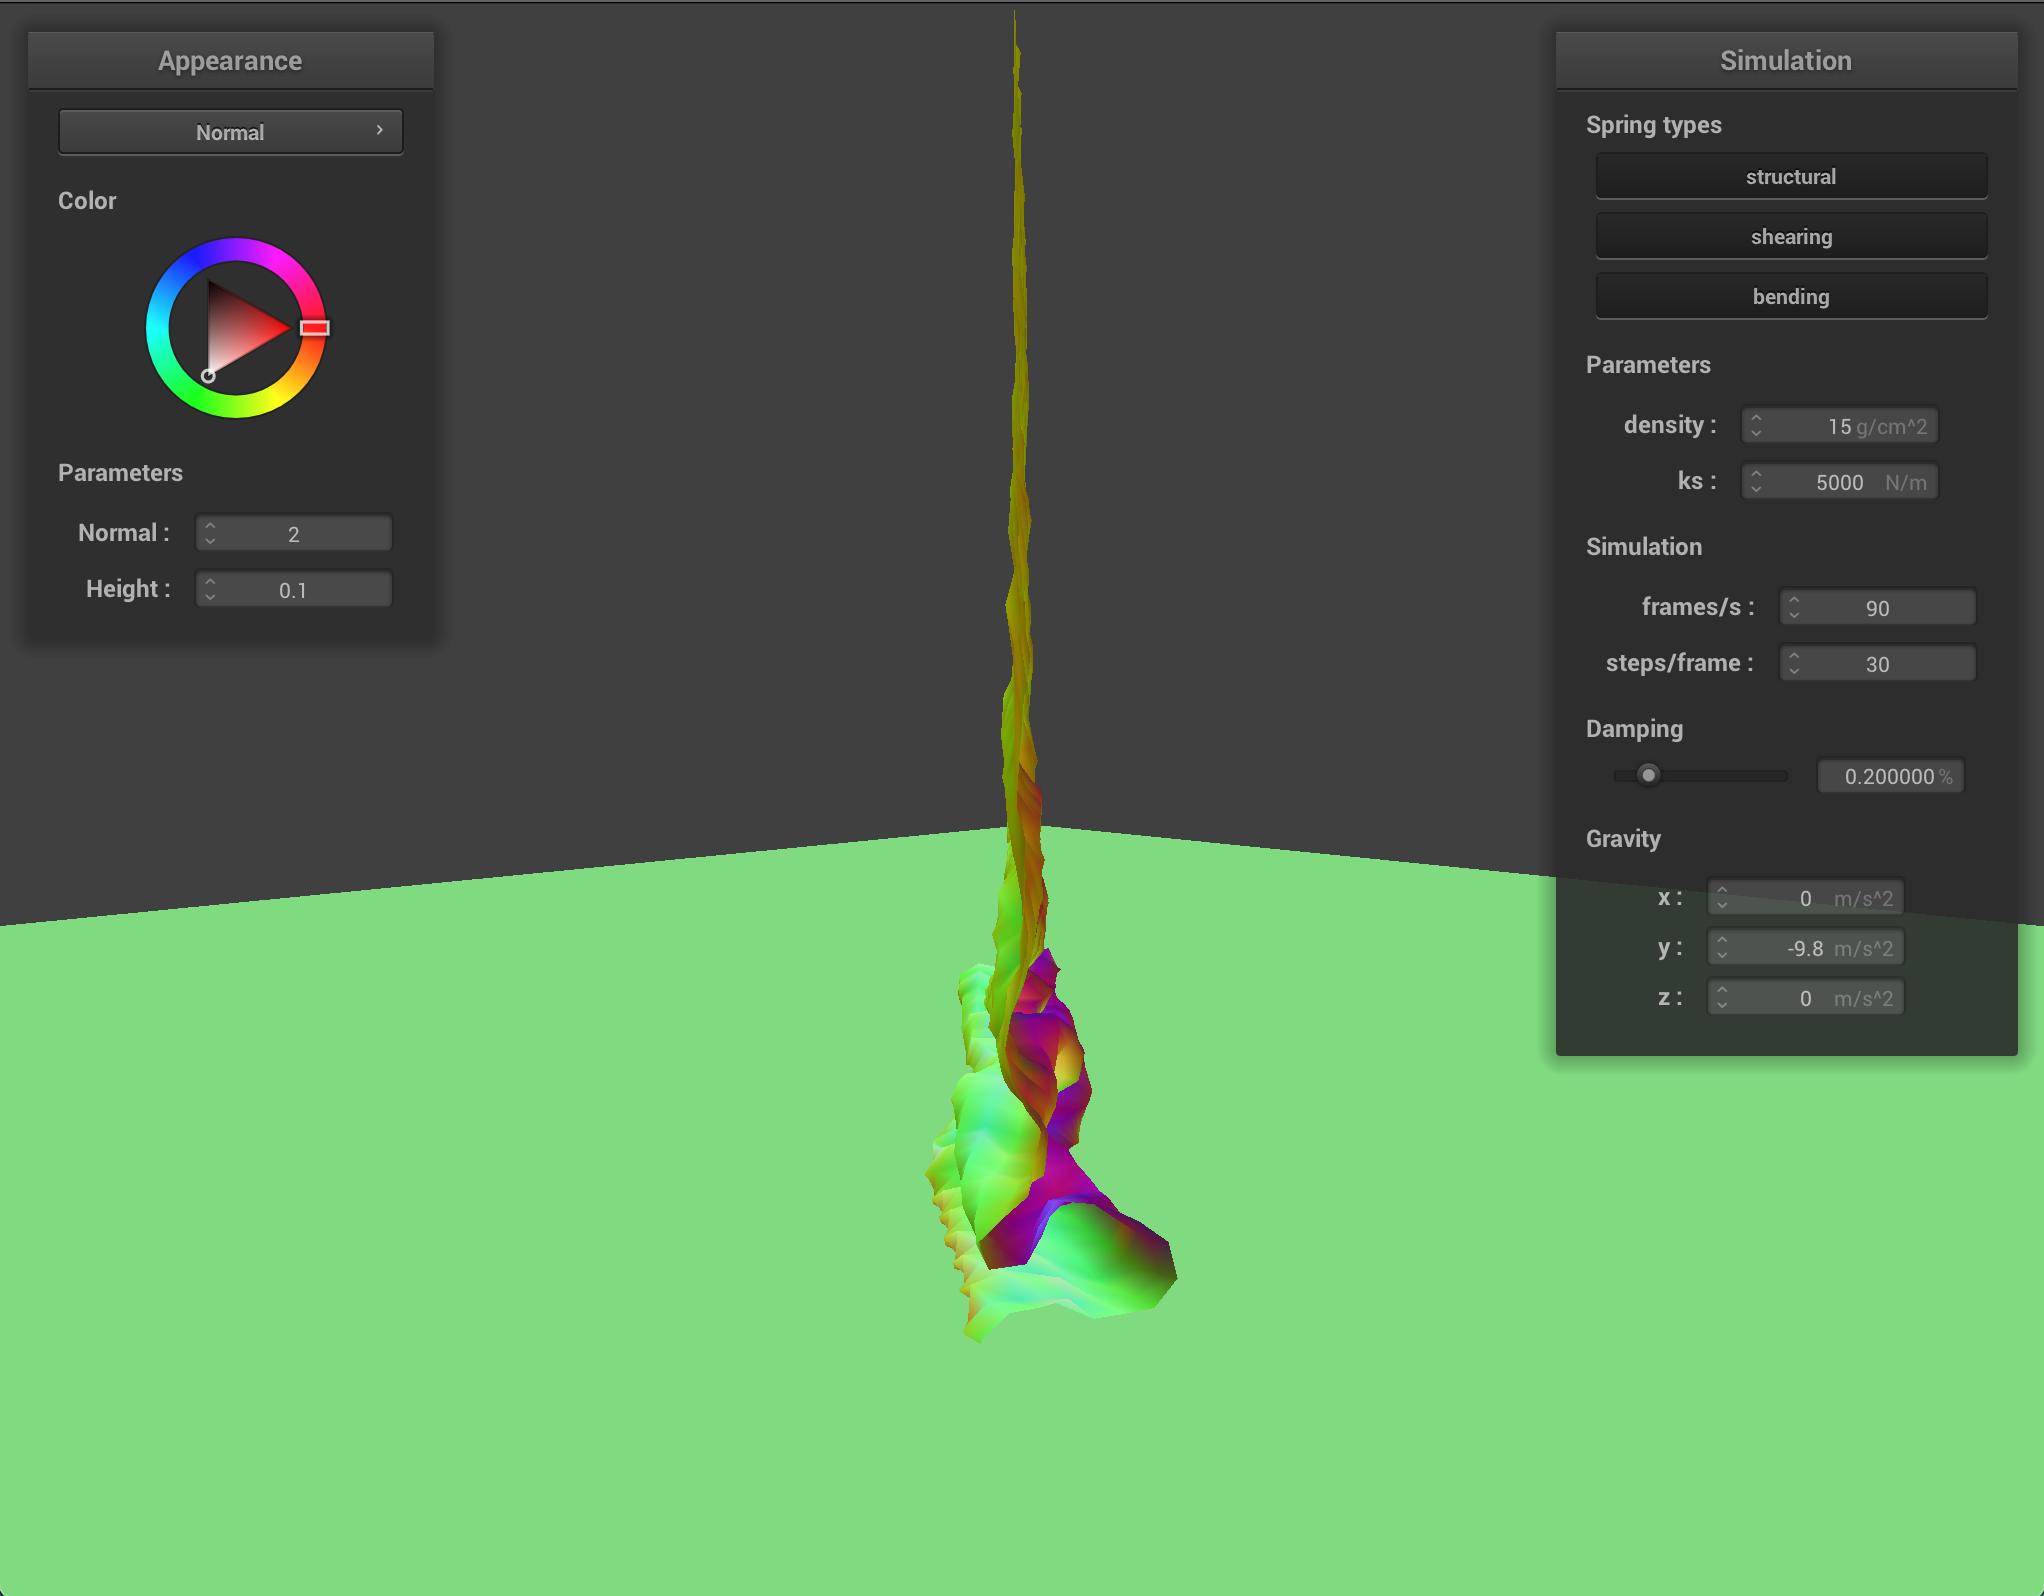 Appearance
Normal
Color
Parameters
Normal : 2
Height : 0.1
Simulation
Spring types
structural
shearing
bending
Parameters
density : 15 g/cm^2
ks : 5000 N/m
Simulation
frames/s : 90
steps/frame : 30
Damping
0.200000 %
Gravity
x : 0 m/s^2
y : -9.8 m/s^2
z : 0 m/s^2